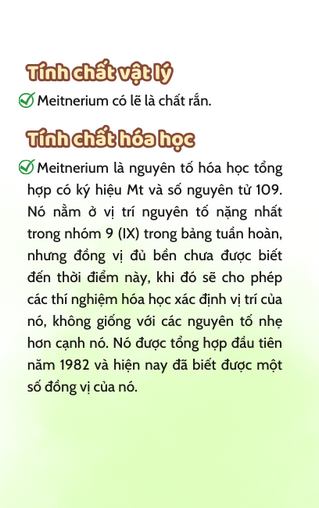 Tính chất vật lý
Meitnerium có lẽ là chất rắn.
Tính chất hóa học
Meitnerium là nguyên tố hóa học tổng
hợp có ký hiệu Mt và số nguyên tử 109.
Nó nằm ở vị trí nguyên tố nặng nhất
trong nhóm 9 (IX) trong bảng tuần hoàn,
nhưng đồng vị đủ bền chưa được biết
đến thời điểm này, khi đó sẽ cho phép
các thí nghiệm hóa học xác định vị trí của
nó, không giống với các nguyên tố nhẹ
hơn cạnh nó. Nó được tổng hợp đầu tiên
năm 1982 và hiện nay đã biết được một
số đồng vị của nó.